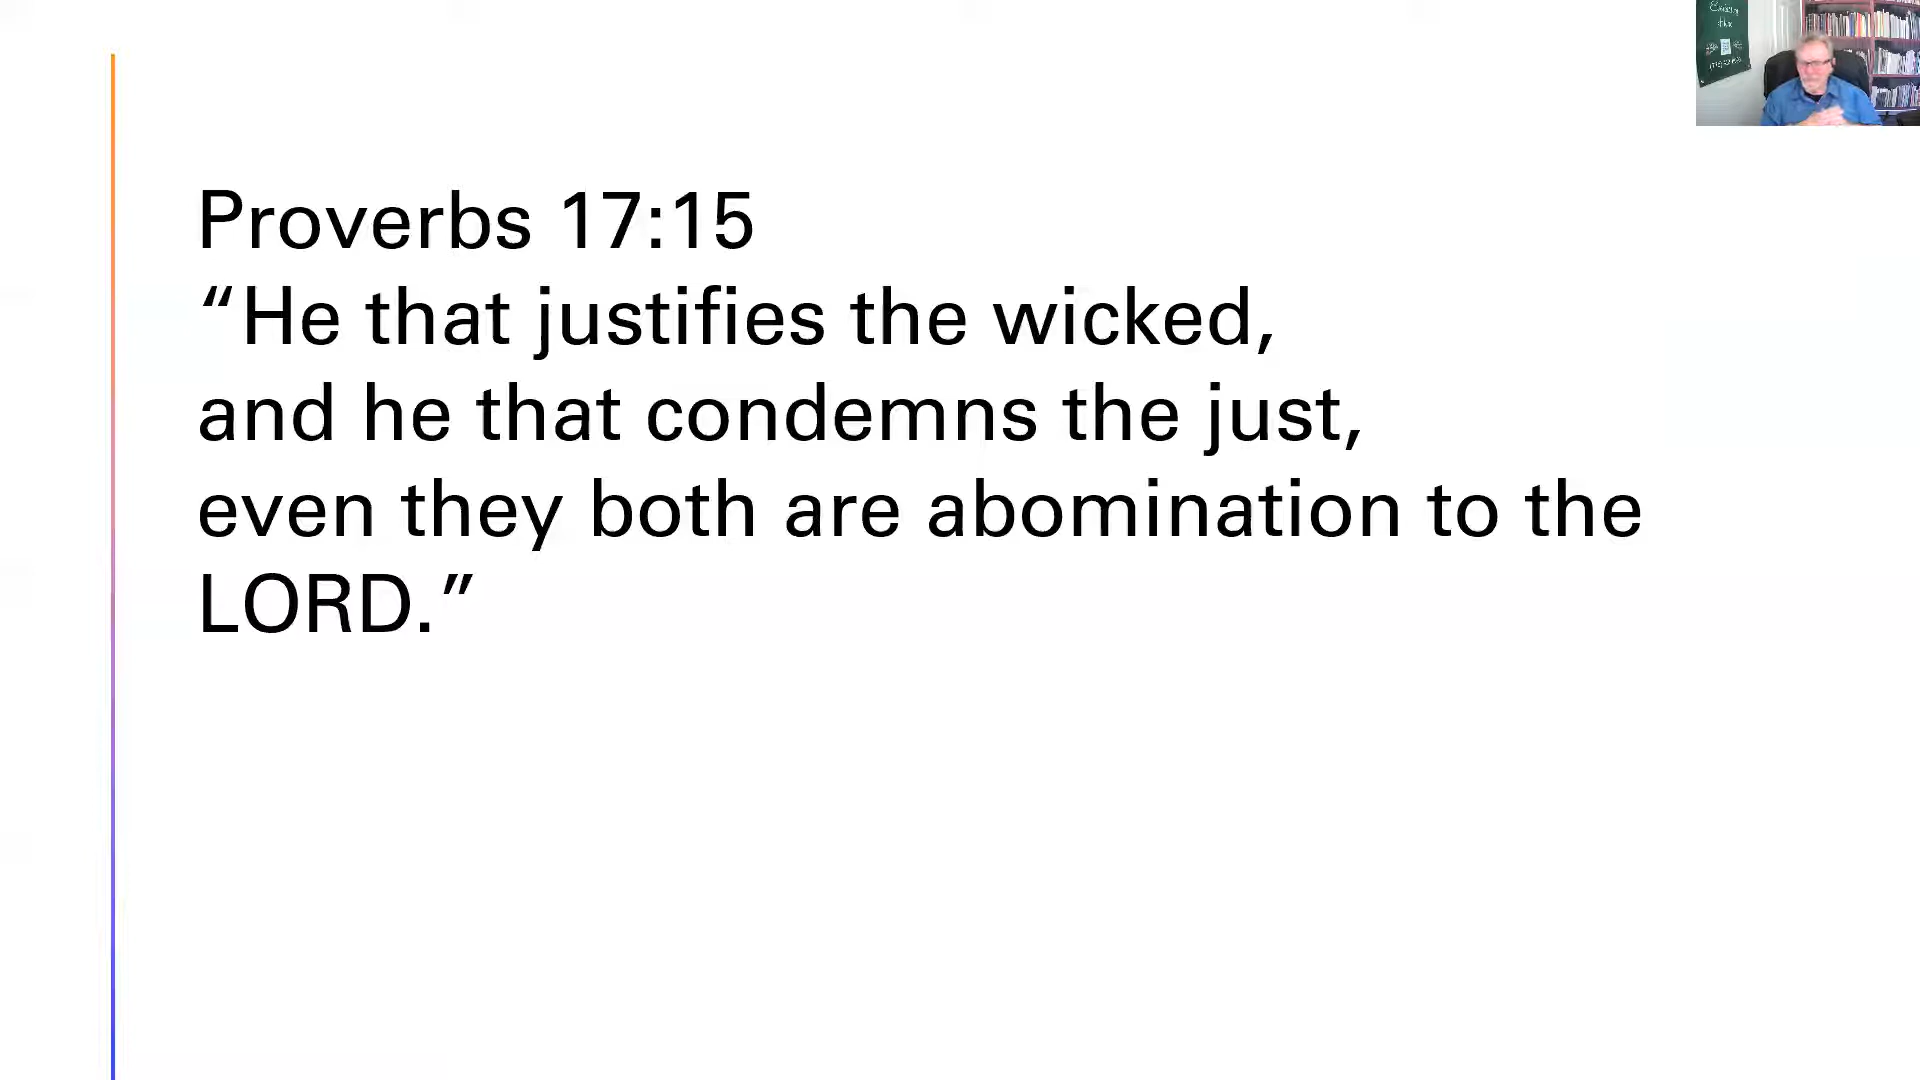 Proverbs 17:15
“He that justifies the wicked,
and he that condemns the just,
even they both are abomination to the
LORD.”